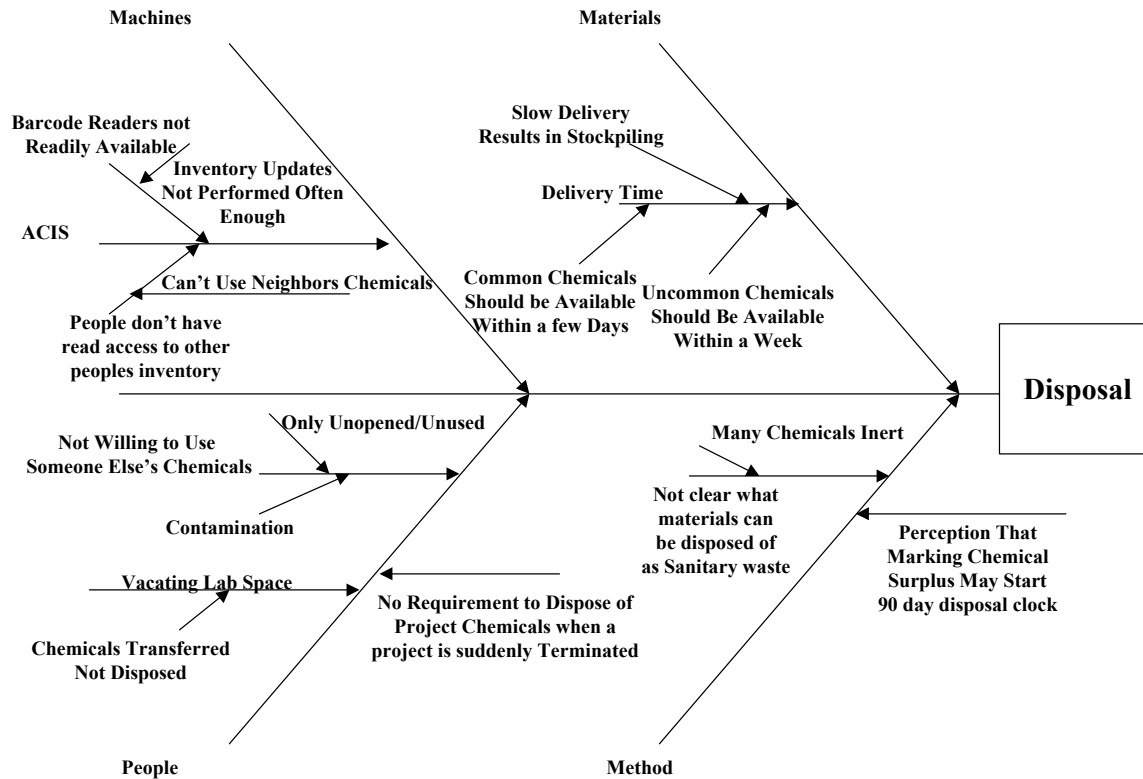 Machines
Materials
Barcode Readers not
Readily Available
Inventory Updates
Not Performed Often
Enough
ACIS
Can’t Use Neighbors Chemicals
People don’t have
read access to other
peoples inventory
Slow Delivery
Results in Stockpiling
Delivery Time
Common Chemicals
Should be Available
Within a few Days
Uncommon Chemicals
Should Be Available
Within a Week
Disposal
Only Unopened/Unused
Not Willing to Use
Someone Else’s Chemicals
Contamination
Vacating Lab Space
Chemicals Transferred
Not Disposed
No Requirement to Dispose of
Project Chemicals when a
project is suddenly Terminated
Many Chemicals Inert
Not clear what
materials can
be disposed of
as Sanitary waste
Perception That
Marking Chemical
Surplus May Start
90 day disposal clock
People
Method